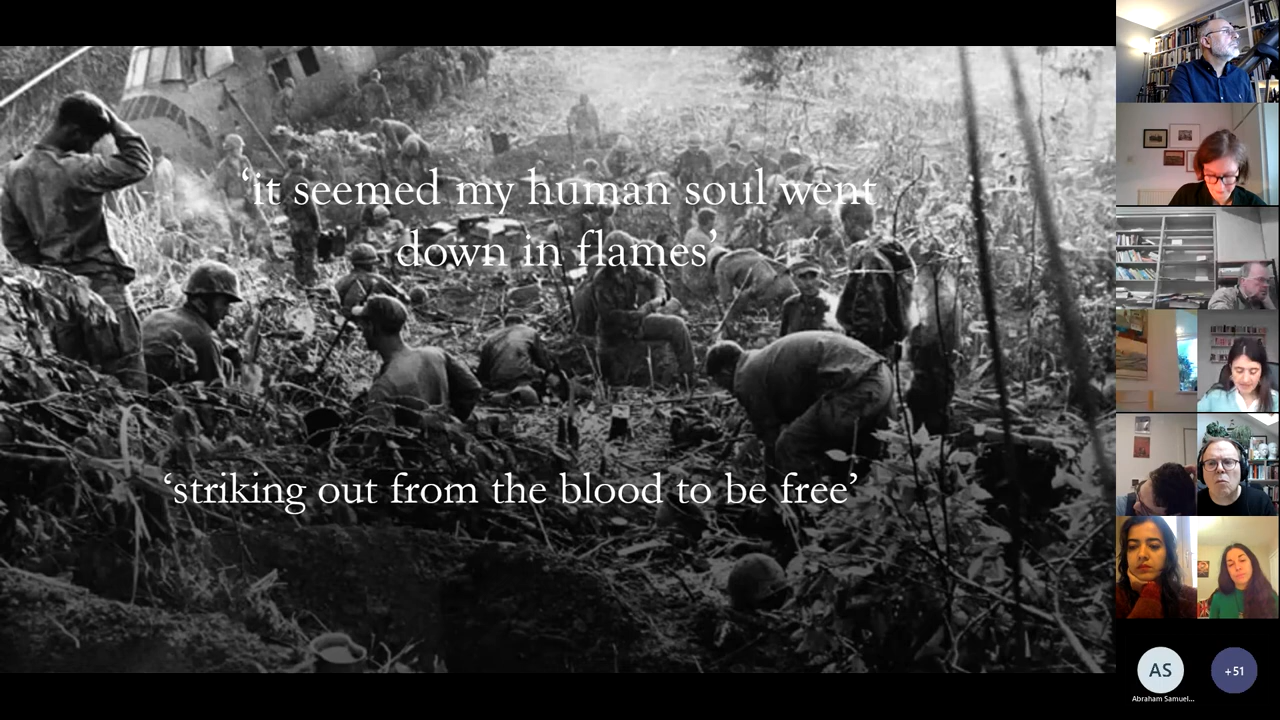 ‘it seemed my human soul went
down in flames’
‘striking out from the blood to be free’
AS
+51
Abraham Samuel...